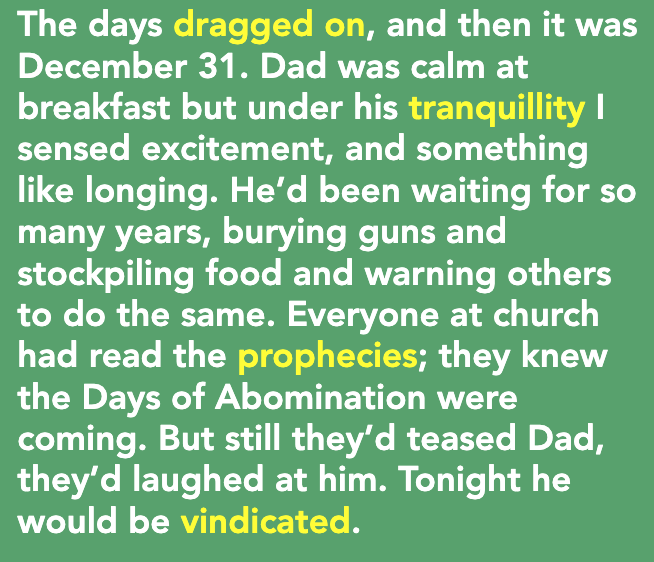 The days dragged on, and then it was
December 31. Dad was calm at
breakfast but under his tranquillity I
sensed excitement, and something
like longing. He’d been waiting for so
many years, burying guns and
stockpiling food and warning others
to do the same. Everyone at church
had read the prophecies; they knew
the Days of Abomination were
coming. But still they’d teased Dad,
they’d laughed at him. Tonight he
would be vindicated.